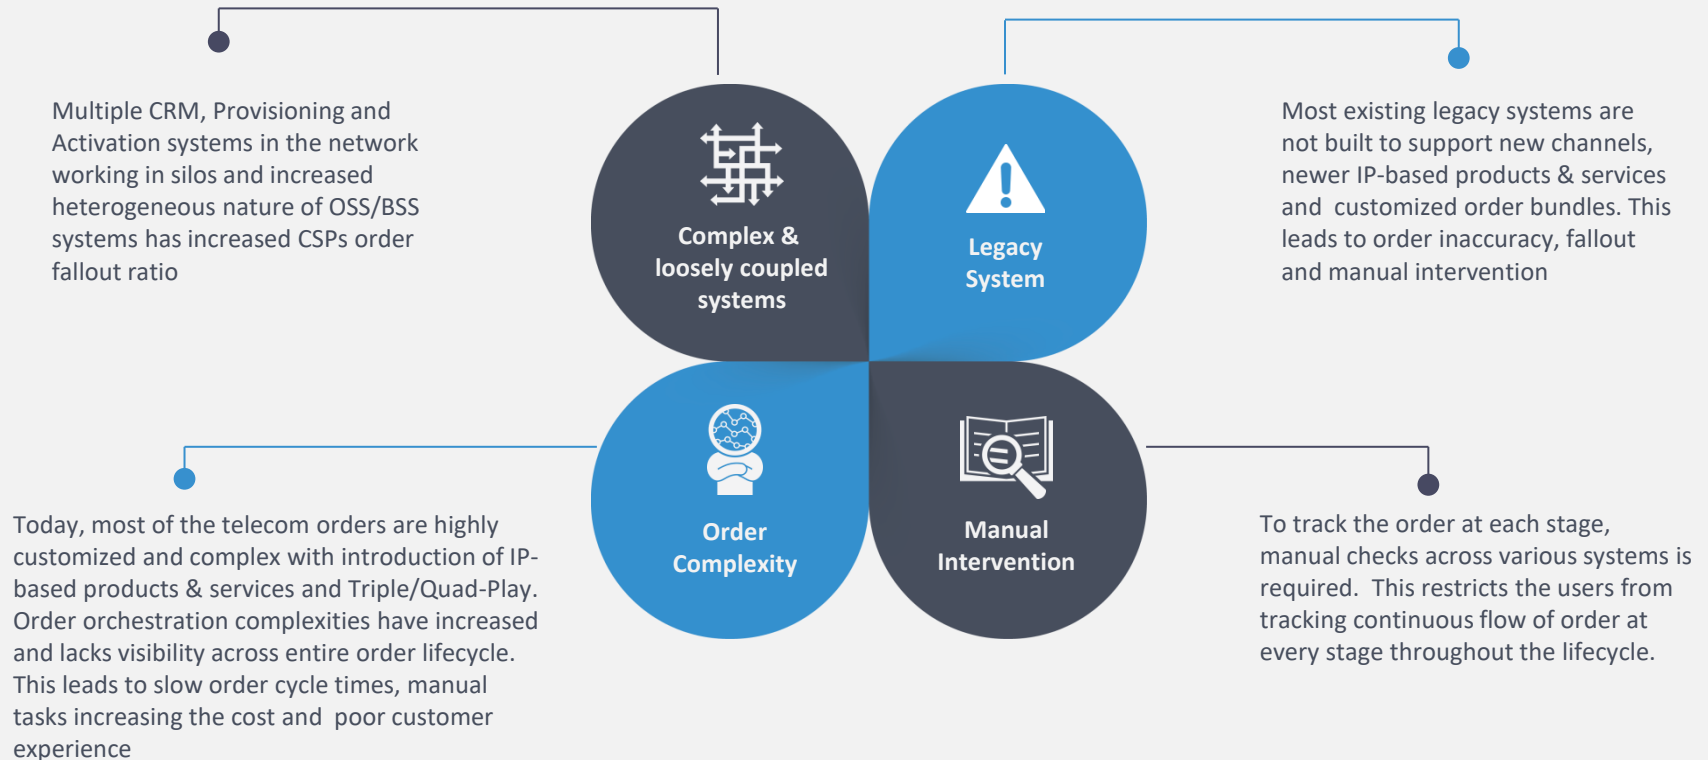 Multiple CRM, Provisioning and
Activation systems in the network
working in silos and increased
heterogeneous nature of OSS/BSS
systems has increased CSPs order
fallout ratio
Complex &
loosely coupled
systems
Legacy
System
Most existing legacy systems are
not built to support new channels,
newer IP-based products & services
and  customized order bundles. This
leads to order inaccuracy, fallout
and manual intervention
Today, most of the telecom orders are highly
customized and complex with introduction of IP-
based products & services and Triple/Quad-Play.
Order orchestration complexities have increased
and lacks visibility across entire order lifecycle.
This leads to slow order cycle times, manual
tasks increasing the cost and  poor customer
experience
Order
Complexity
Manual
Intervention
To track the order at each stage,
manual checks across various systems is
required.  This restricts the users from
tracking continuous flow of order at
every stage throughout the lifecycle.